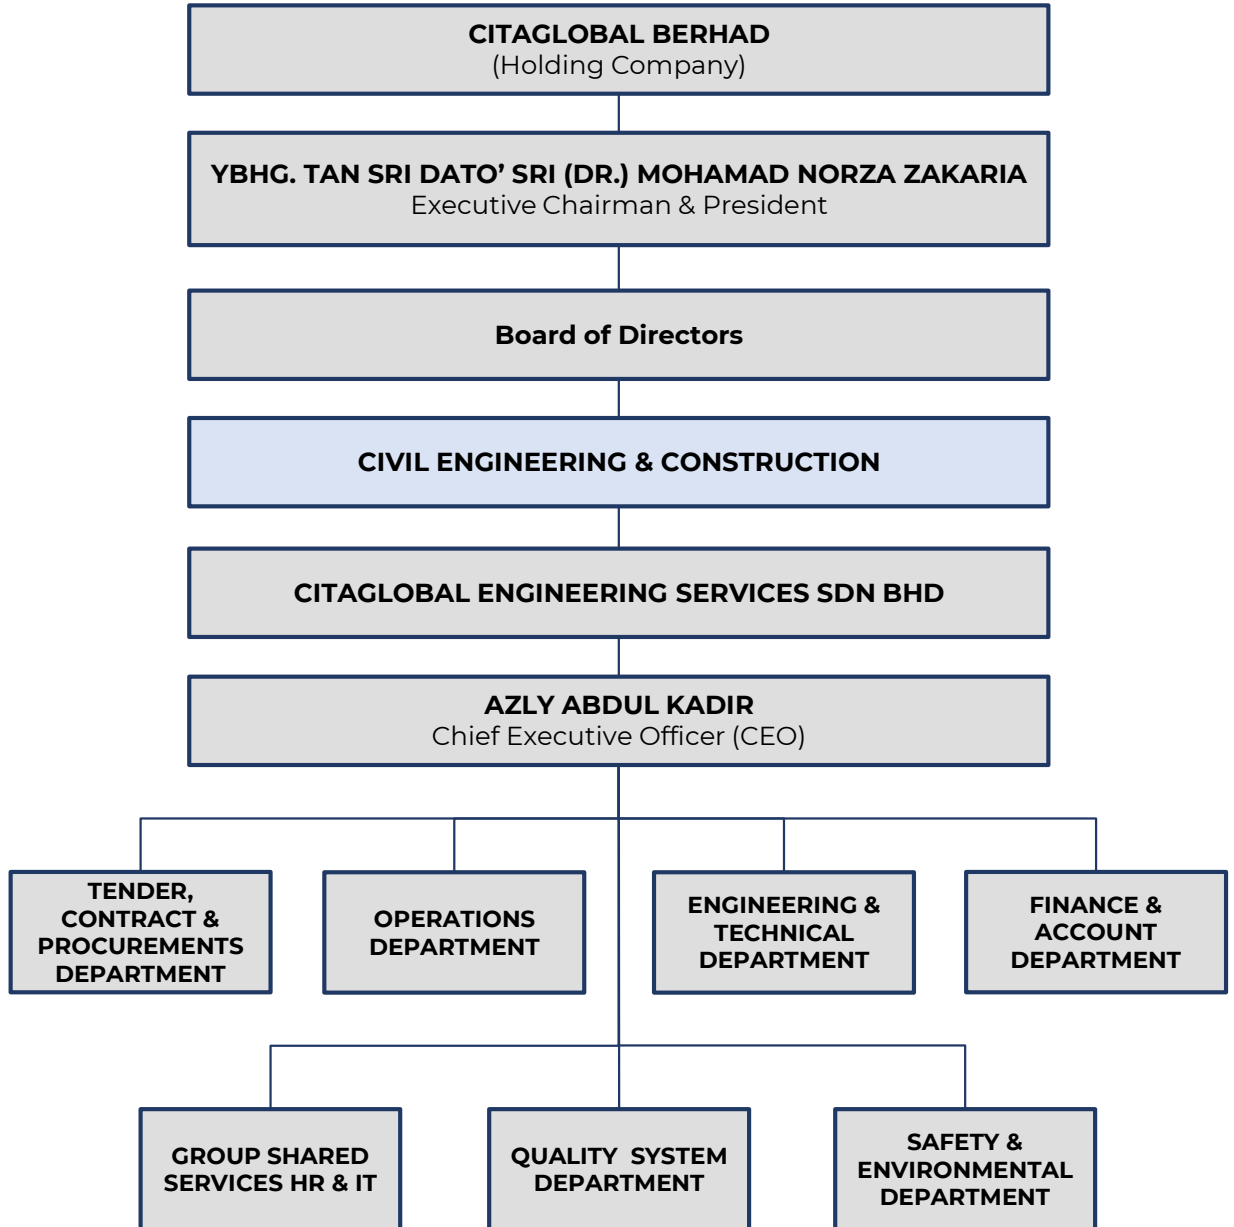 CITAGLOBAL BERHAD
(Holding Company)
YBHG. TAN SRI DATO’ SRI (DR.) MOHAMAD NORZA ZAKARIA
Executive Chairman & President
Board of Directors
CIVIL ENGINEERING & CONSTRUCTION
CITAGLOBAL ENGINEERING SERVICES SDN BHD
AZLY ABDUL KADIR
Chief Executive Officer (CEO)
TENDER,
CONTRACT &
PROCUREMENTS
DEPARTMENT
OPERATIONS
DEPARTMENT
ENGINEERING &
TECHNICAL
DEPARTMENT
FINANCE &
ACCOUNT
DEPARTMENT
GROUP SHARED
SERVICES HR & IT
QUALITY SYSTEM
DEPARTMENT
SAFETY &
ENVIRONMENTAL
DEPARTMENT